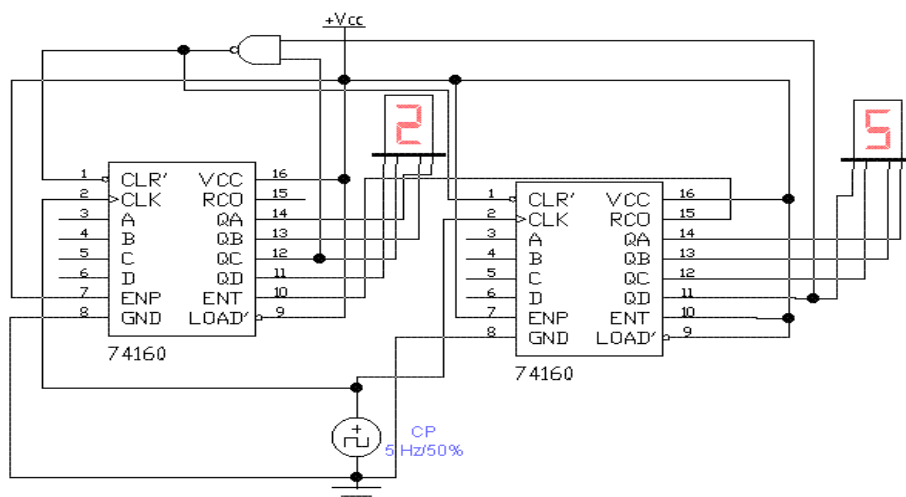 +Vcc
2
5
1 CLR' VCC 16
2 CLK RCO 15
3 A QA 14
4 B QB 13
5 C QC 12
6 D QD 11
7 ENP ENT 10
8 GND LOAD' 9
74160
1 CLR' VCC 16
2 CLK RCO 15
3 A QA 14
4 B QB 13
5 C QC 12
6 D QD 11
7 ENP ENT 10
8 GND LOAD' 9
74160
CP
5 Hz/50%